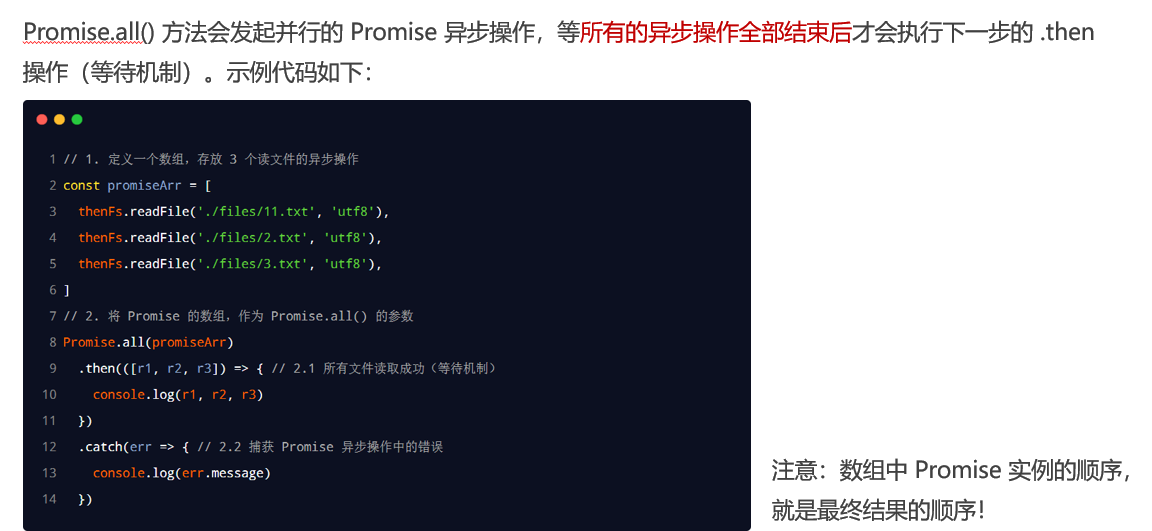 Promise.all() 方法会发起并行的 Promise 异步操作，等所有的异步操作全部结束后才会执行下一步的 .then
操作（等待机制）。示例代码如下：
1 // 1. 定义一个数组，存放 3 个读文件的异步操作
2 const promiseArr = [
3   thenFs.readFile('./files/11.txt', 'utf8'),
4   thenFs.readFile('./files/2.txt', 'utf8'),
5   thenFs.readFile('./files/3.txt', 'utf8'),
6 ]
7 // 2. 将 Promise 的数组，作为 Promise.all() 的参数
8 Promise.all(promiseArr)
9   .then(([r1, r2, r3]) => { // 2.1 所有文件读取成功（等待机制）
10     console.log(r1, r2, r3)
11   })
12   .catch(err => { // 2.2 捕获 Promise 异步操作中的错误
13     console.log(err.message)
14   })
注意：数组中 Promise 实例的顺序，
就是最终结果的顺序！